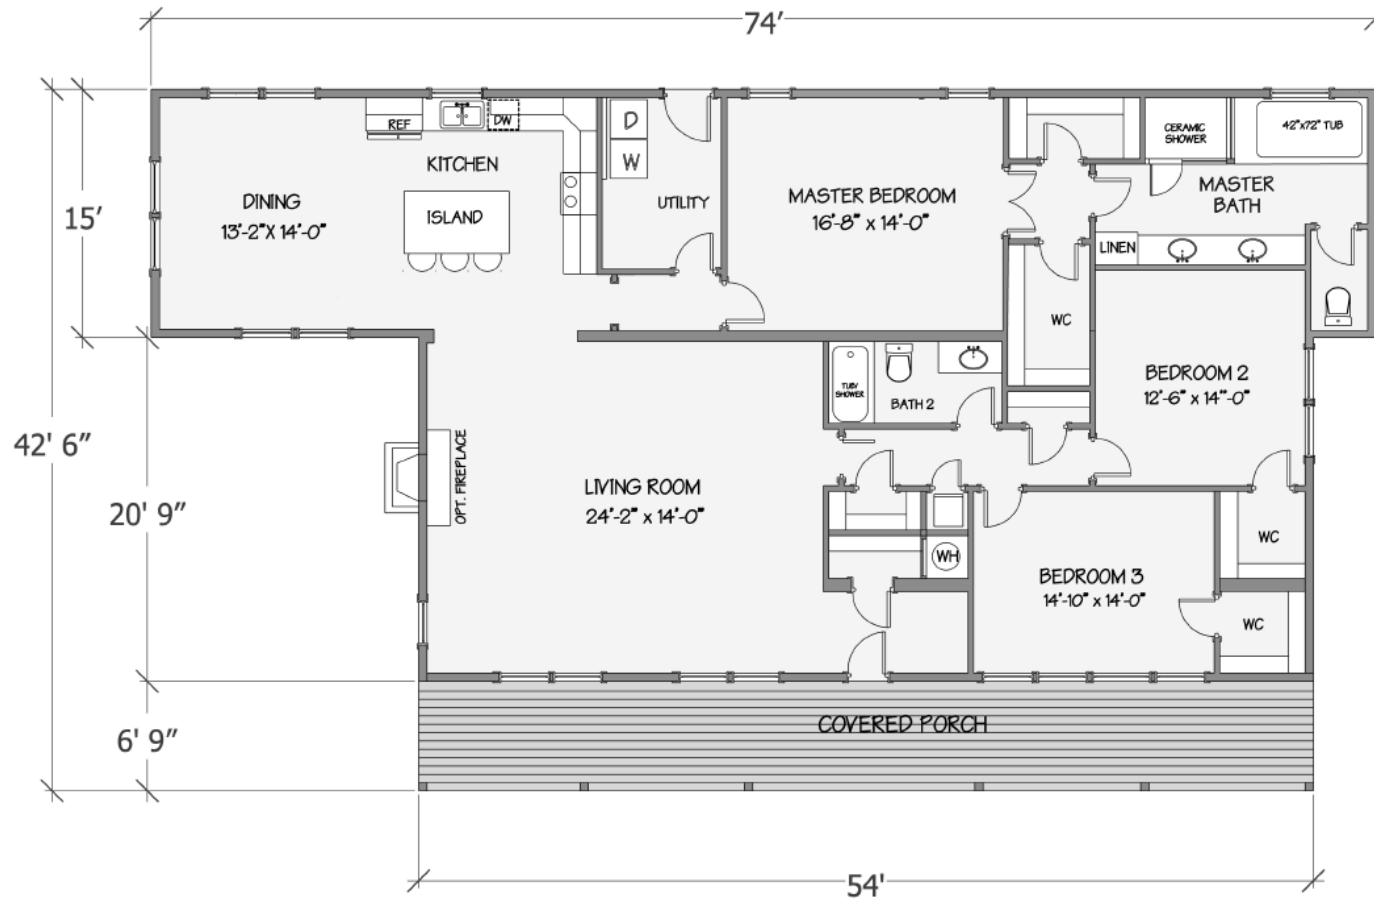 74'
15'
42' 6"
20' 9"
6' 9"
54'
DINING
13'-2"X 14'-0"
REF
DW
KITCHEN
ISLAND
D
W
UTILITY
MASTER BEDROOM
16'-8" x 14'-0"
CERAMIC
SHOWER
42"x72" TUB
MASTER
BATH
LINEN
WC
BEDROOM 2
12'-6" x 14"-0"
TUB/
SHOWER
BATH 2
OPT. FIREPLACE
LIVING ROOM
24'-2" x 14'-0"
WH
BEDROOM 3
14'-10" x 14'-0"
WC
WC
COVERED PORCH